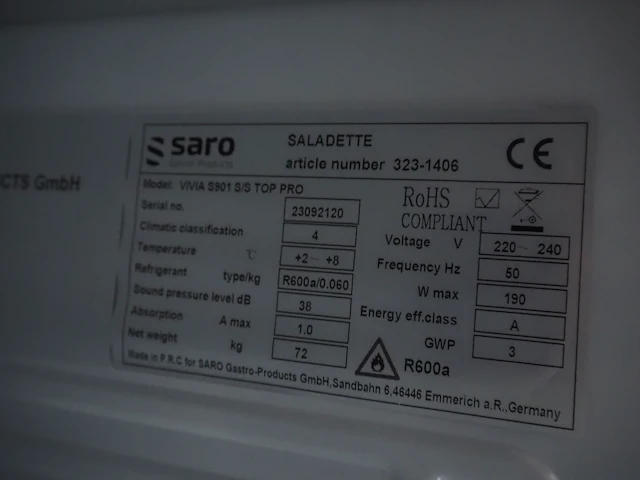 UCTS GmbH
saro
Gastro-Products
SALADETTE
article number 323-1406
CE
Model: VIVIA S901 S/S TOP PRO
Serial no. 23092120
Climatic classification 4
Temperature °C +2~ +8
Refrigerant type/kg R600a/0.060
Sound pressure level dB 38
Absorption A max 1.0
Net weight kg 72
RoHS
COMPLIANT
Voltage V 220~ 240
Frequency Hz 50
W max 190
Energy eff.class A
GWP 3
R600a
Made in P.R.C for SARO Gastro-Products GmbH,Sandbahn 6,46446 Emmerich a.R.,Germany